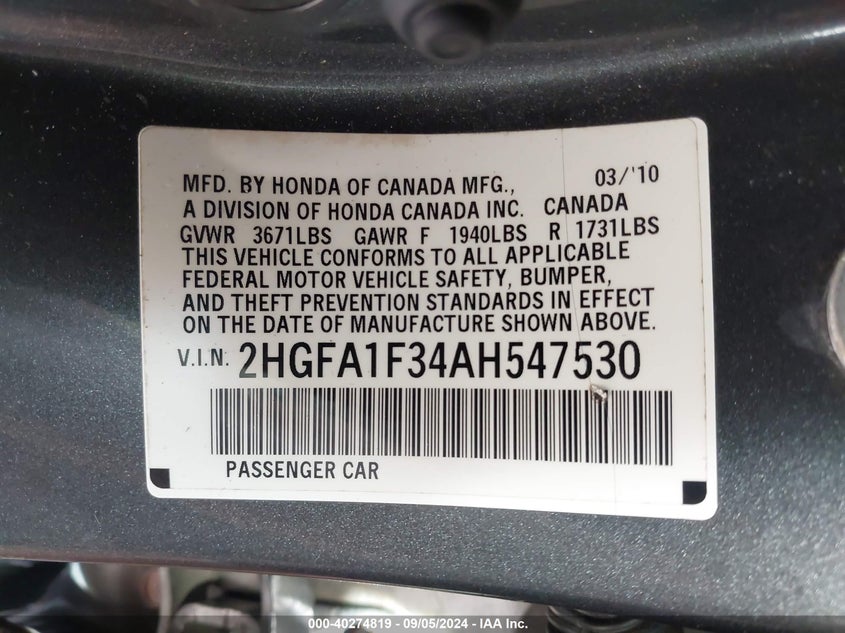 MFD. BY HONDA OF CANADA MFG., 03/'10
A DIVISION OF HONDA CANADA INC. CANADA
GVWR 3671LBS GAWR F 1940LBS R 1731LBS
THIS VEHICLE CONFORMS TO ALL APPLICABLE
FEDERAL MOTOR VEHICLE SAFETY, BUMPER,
AND THEFT PREVENTION STANDARDS IN EFFECT
ON THE DATE OF MANUFACTURE SHOWN ABOVE.
V.I.N. 2HGFA1F34AH547530
PASSENGER CAR
000-40274819 - 09/05/2024 - IAA Inc.